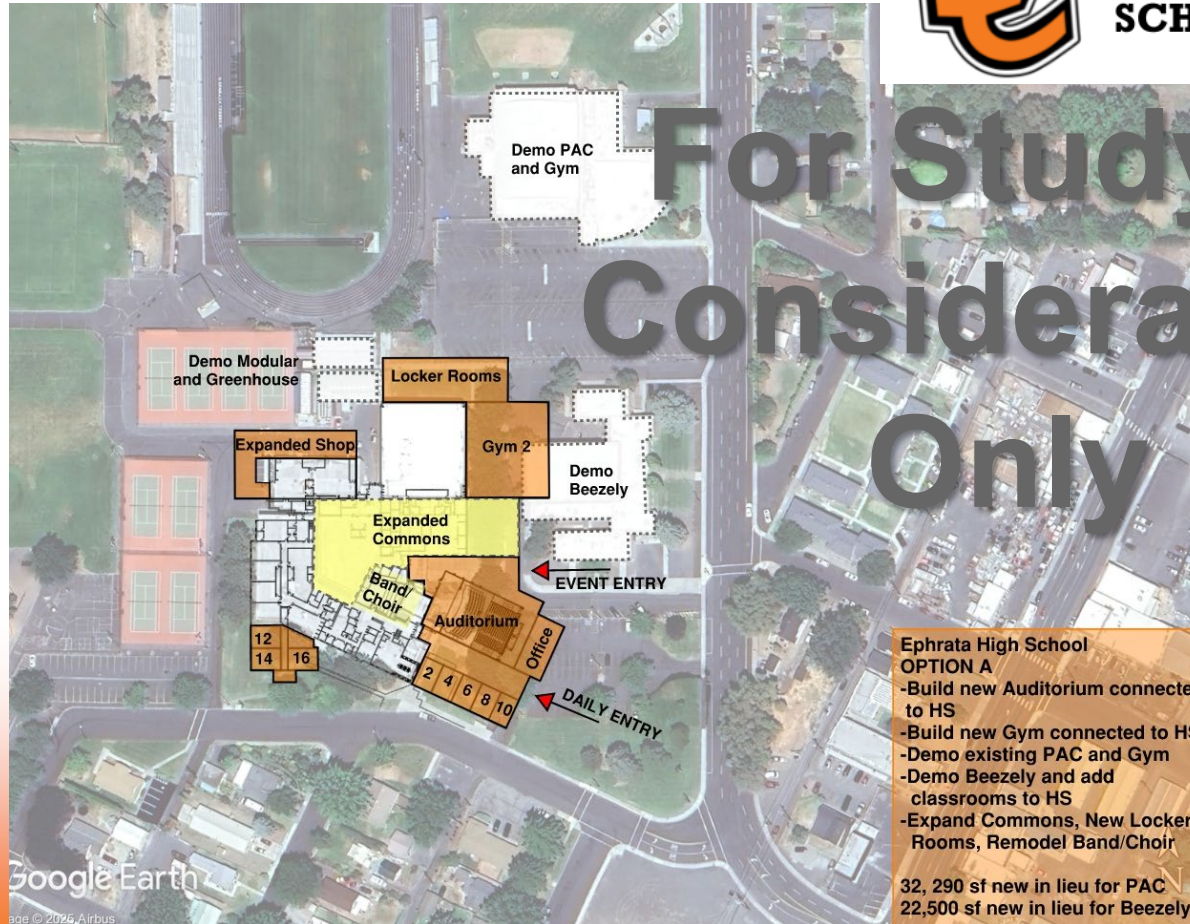 SCH
For Study
Considera
Only
Demo PAC
and Gym
Demo Modular
and Greenhouse
Locker Rooms
Expanded Shop
Gym 2
Demo
Beezely
Expanded
Commons
EVENT ENTRY
Band/
Choir
Auditorium
Office
12
14
16
2
4
6
8
10
DAILY ENTRY
Ephrata High School
OPTION A
-Build new Auditorium connecte
to HS
-Build new Gym connected to HS
-Demo existing PAC and Gym
-Demo Beezely and add
classrooms to HS
-Expand Commons, New Locker
Rooms, Remodel Band/Choir
32, 290 sf new in lieu for PAC
22,500 sf new in lieu for Beezely
Google Earth
age © 2025 Airbus
N